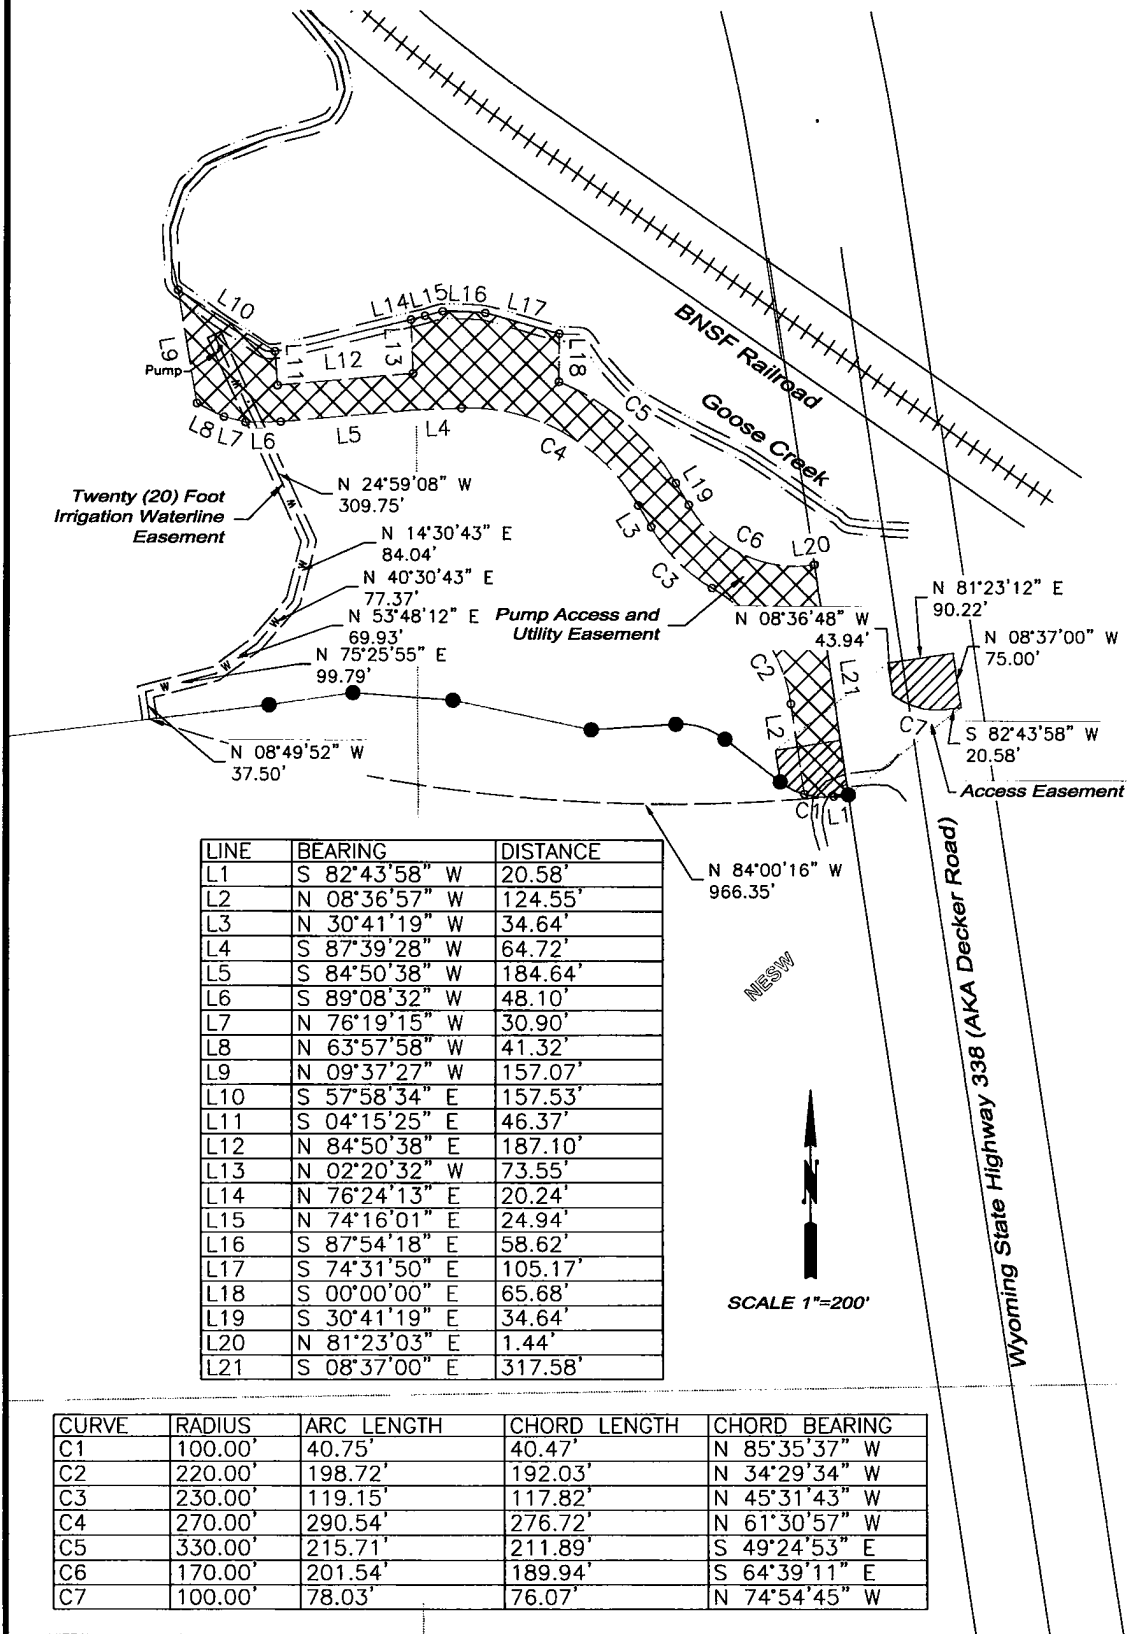 L10
L14
L15
L16
L17
L9
Pump
L11
L12
L13
L18
BNSF Railroad
L8
L7
L6
L5
L4
C4
C5
Goose Creek
L19
L3
C3
C6
L20
Twenty (20) Foot
Irrigation Waterline
Easement
N 24°59'08" W
309.75'
N 14°30'43" E
84.04'
N 40°30'43" E
77.37'
N 53°48'12" E
69.93'
N 75°25'55" E
99.79'
Pump Access and
Utility Easement
N 08°36'48" W
43.94'
N 81°23'12" E
90.22'
N 08°37'00" W
75.00'
C2
L21
L2
C7
S 82°43'58" W
20.58'
N 08°49'52" W
37.50'
Access Easement
C1
L1
N 84°00'16" W
966.35'
W
W
W
W
W
W
NESW
Wyoming State Highway 338 (AKA Decker Road)
N
SCALE 1"=200'
LINE BEARING DISTANCE
L1 S 82°43'58" W 20.58'
L2 N 08°36'57" W 124.55'
L3 N 30°41'19" W 34.64'
L4 S 87°39'28" W 64.72'
L5 S 84°50'38" W 184.64'
L6 S 89°08'32" W 48.10'
L7 N 76°19'15" W 30.90'
L8 N 63°57'58" W 41.32'
L9 N 09°37'27" W 157.07'
L10 S 57°58'34" E 157.53'
L11 S 04°15'25" E 46.37'
L12 N 84°50'38" E 187.10'
L13 N 02°20'32" W 73.55'
L14 N 76°24'13" E 20.24'
L15 N 74°16'01" E 24.94'
L16 S 87°54'18" E 58.62'
L17 S 74°31'50" E 105.17'
L18 S 00°00'00" E 65.68'
L19 S 30°41'19" E 34.64'
L20 N 81°23'03" E 1.44'
L21 S 08°37'00" E 317.58'
CURVE RADIUS ARC LENGTH CHORD LENGTH CHORD BEARING
C1 100.00' 40.75' 40.47' N 85°35'37" W
C2 220.00' 198.72' 192.03' N 34°29'34" W
C3 230.00' 119.15' 117.82' N 45°31'43" W
C4 270.00' 290.54' 276.72' N 61°30'57" W
C5 330.00' 215.71' 211.89' S 49°24'53" E
C6 170.00' 201.54' 189.94' S 64°39'11" E
C7 100.00' 78.03' 76.07' N 74°54'45" W